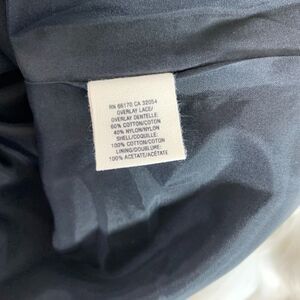 RN 66170, CA 32054
OVERLAY LACE/
OVERLAY DENTELLE:
60% COTTON/COTON
40% NYLON/NYLON
SHELL/COQUILLE:
100% COTTON/COTON
LINING/DOUBLURE:
100% ACETATE/ACÉTATE